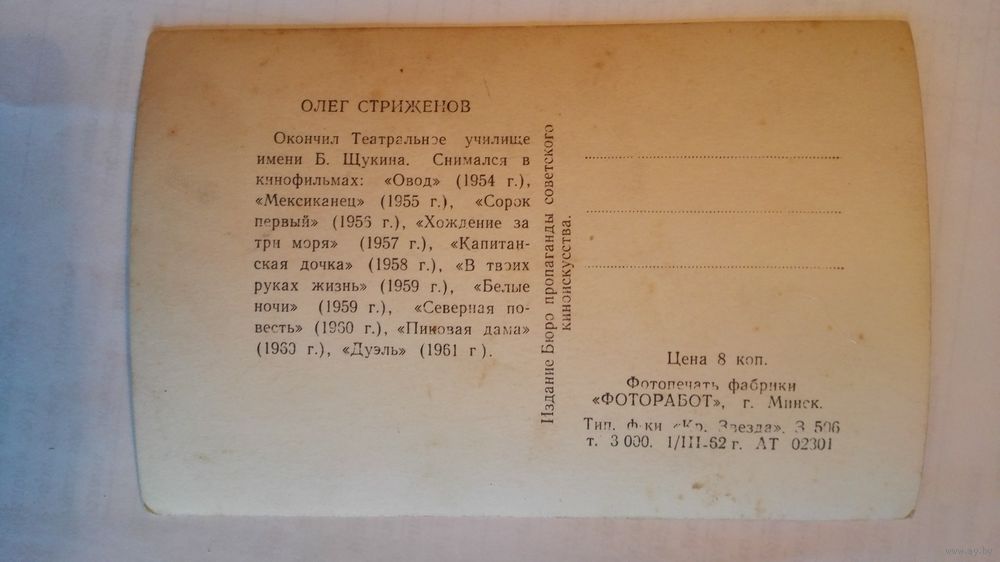 ОЛЕГ СТРИЖЕНОВ
Окончил Театральное училище
имени Б. Щукина. Снимался в
кинофильмах: «Овод» (1954 г.),
«Мексиканец» (1955 г.), «Сорок
первый» (1956 г.), «Хождение за
три моря» (1957 г.), «Капитан-
ская дочка» (1958 г.), «В твоих
руках жизнь» (1959 г.), «Белые
ночи» (1959 г.), «Северная по-
весть» (1960 г.), «Пиковая дама»
(1960 г.), «Дуэль» (1961 г ).
Издание Бюро пропаганды советского
киноискусства.
Цена 8 коп.
Фотопечать фабрики
«ФОТОРАБОТ», г. Минск.
Тип. ф-ки «Кр. Звезда». З 506
т. 3 000. 1/III-62 г. АТ 02301
www.ay.by